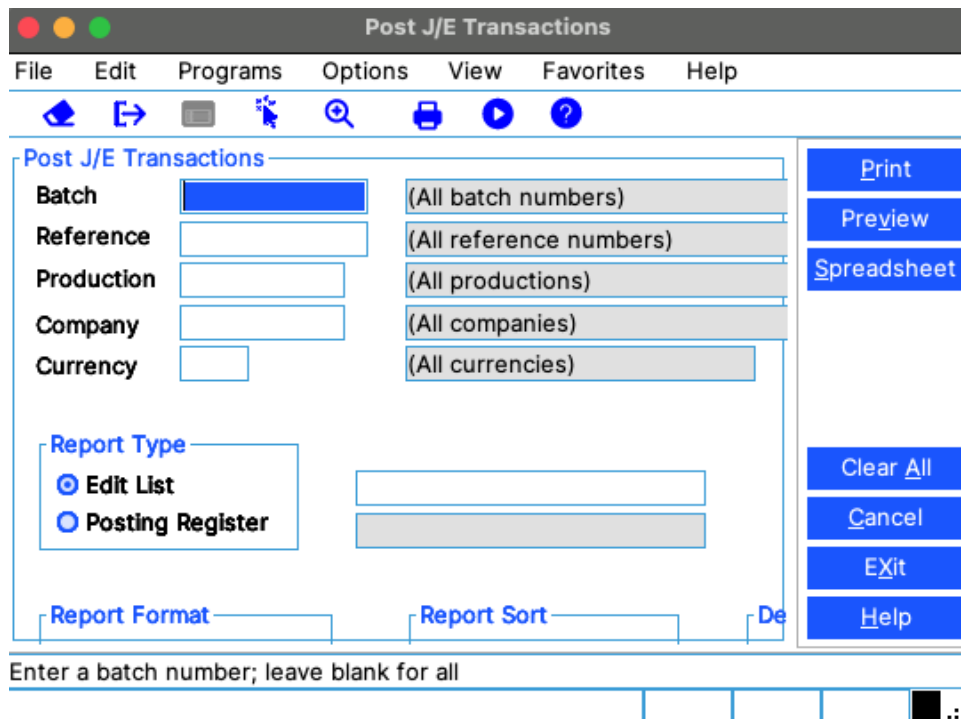 Post J/E Transactions
File Edit Programs Options View Favorites Help
?
Post J/E Transactions
Batch (All batch numbers)
Reference (All reference numbers)
Production (All productions)
Company (All companies)
Currency (All currencies)
Report Type
Edit List
Posting Register
Report Format Report Sort De
Print
Preview
Spreadsheet
Clear All
Cancel
EXit
Help
Enter a batch number; leave blank for all